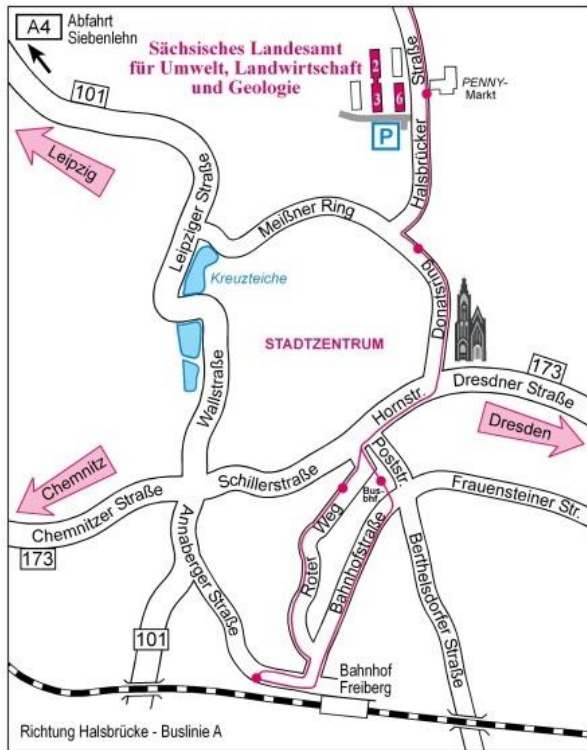 A4
Abfahrt
Siebenlehn
Sächsisches Landesamt
für Umwelt, Landwirtschaft
und Geologie
2
3
6
P
Halsbrücker Straße
PENNY-
Markt
101
Leipzig
Leipziger Straße
Meißner Ring
Kreuzteiche
Donatsring
STADTZENTRUM
Wallstraße
173
Dresdner Straße
Dresden
Hornstr.
Poststr.
Chemnitz
Schillerstraße
Bus-
bhf
Frauensteiner Str.
Chemnitzer Straße
173
Annaberger Straße
Roter Weg
Bahnhofstraße
Berthelsdorfer Straße
101
Bahnhof
Freiberg
Richtung Halsbrücke - Buslinie A